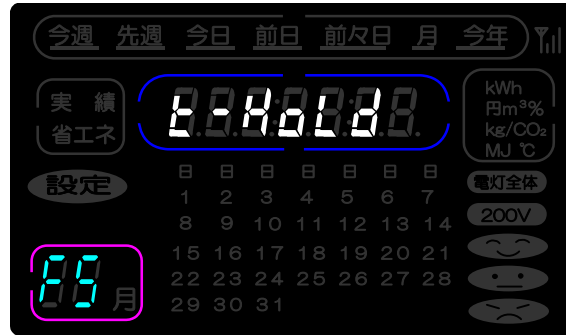 今週 先週 今日 前日 前々日 月 今年
実績
省エネ
t-Hold
kWh
円m³%
kg/CO₂
MJ ℃
設定
日 日 日 日 日 日 日
1 2 3 4 5 6 7
8 9 10 11 12 13 14
15 16 17 18 19 20 21
22 23 24 25 26 27 28
29 30 31
電灯全体
200V
F5 月